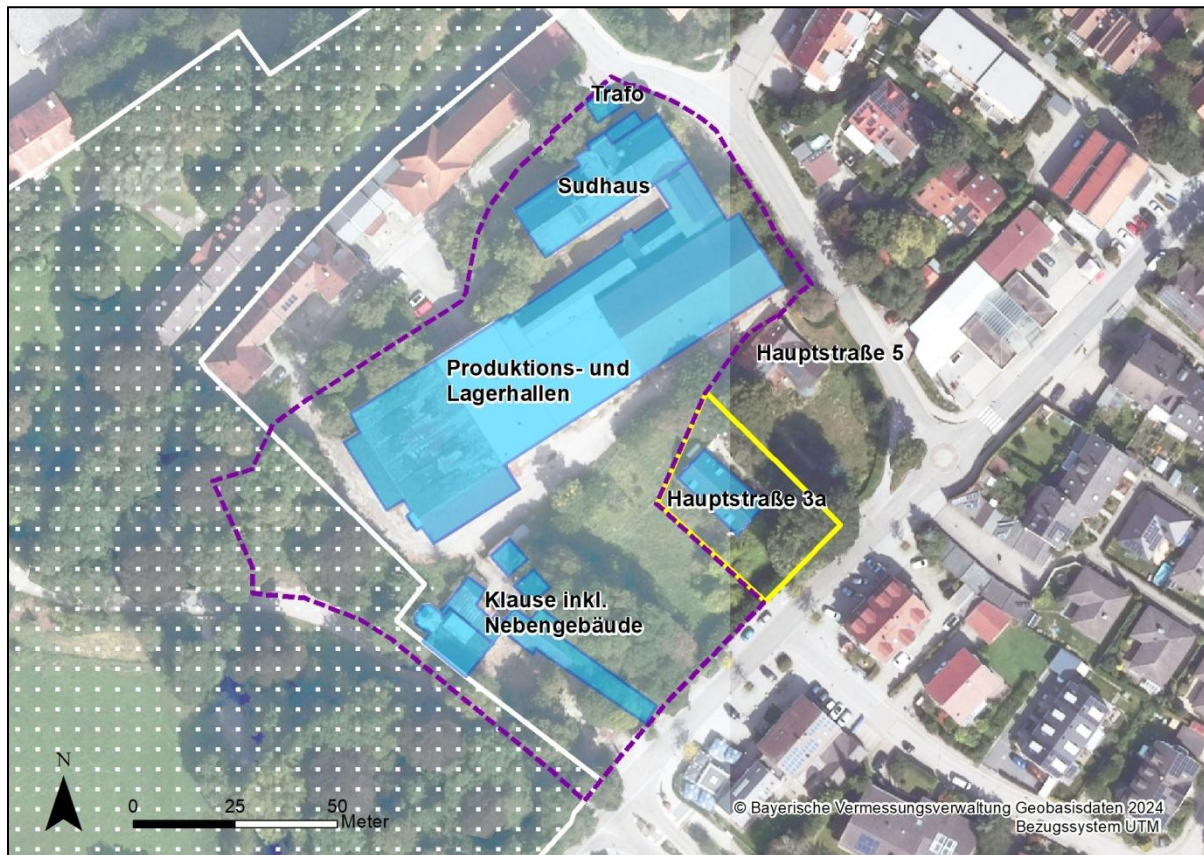 Trafo
Sudhaus
Hauptstraße 5
Produktions- und
Lagerhallen
Hauptstraße 3a
Klause inkl.
Nebengebäude
N
0 25 50
Meter
© Bayerische Vermessungsverwaltung Geobasisdaten 2024
Bezugssystem UTM